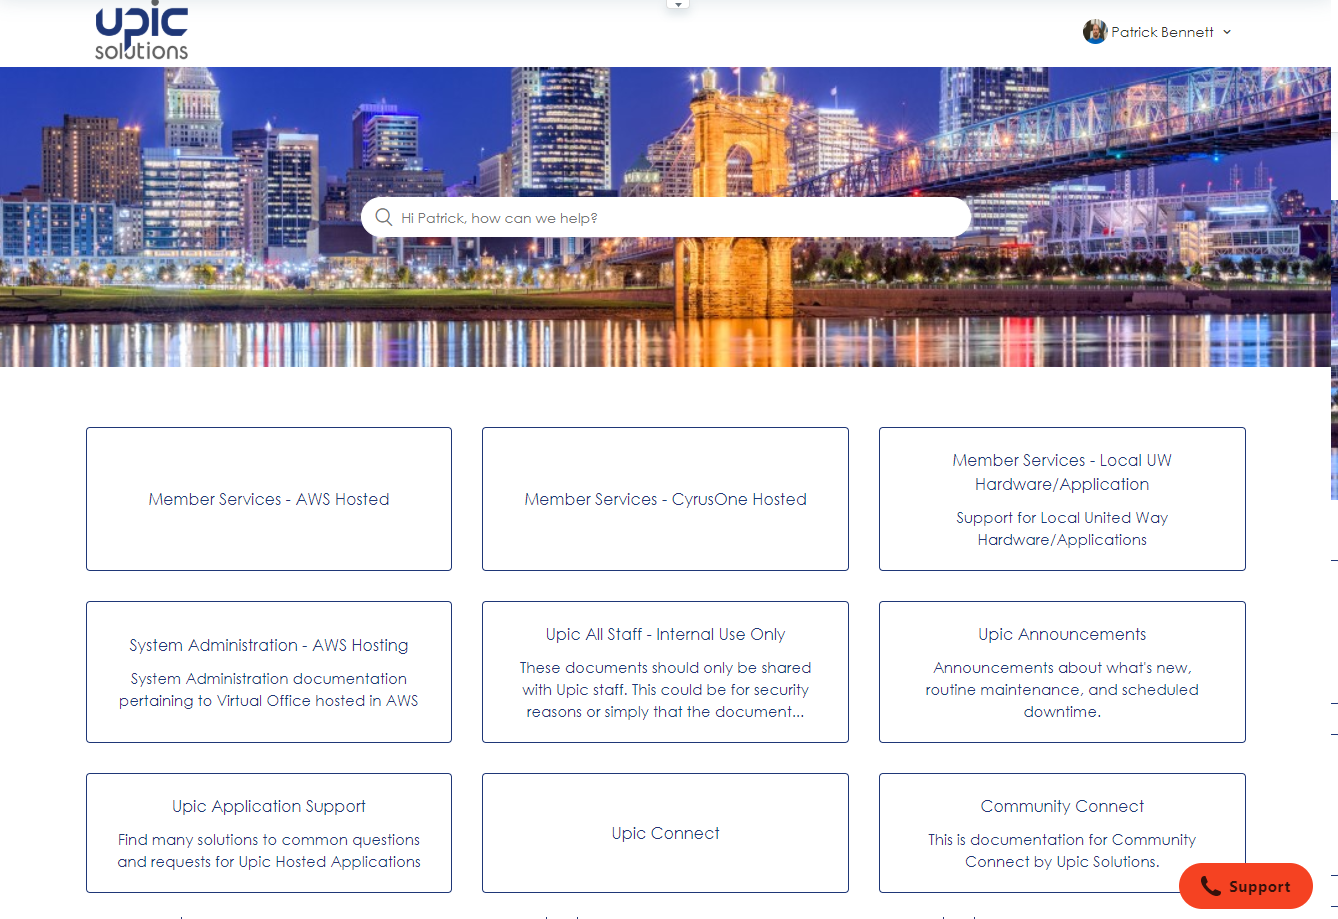 upic
solutions
Patrick Bennett
Hi Patrick, how can we help?
Member Services - AWS Hosted
Member Services - CyrusOne Hosted
Member Services - Local UW
Hardware/Application
Support for Local United Way
Hardware/Applications
System Administration - AWS Hosting
System Administration documentation
pertaining to Virtual Office hosted in AWS
Upic All Staff - Internal Use Only
These documents should only be shared
with Upic staff. This could be for security
reasons or simply that the document...
Upic Announcements
Announcements about what's new,
routine maintenance, and scheduled
downtime.
Upic Application Support
Find many solutions to common questions
and requests for Upic Hosted Applications
Upic Connect
Community Connect
This is documentation for Community
Connect by Upic Solutions.
Support